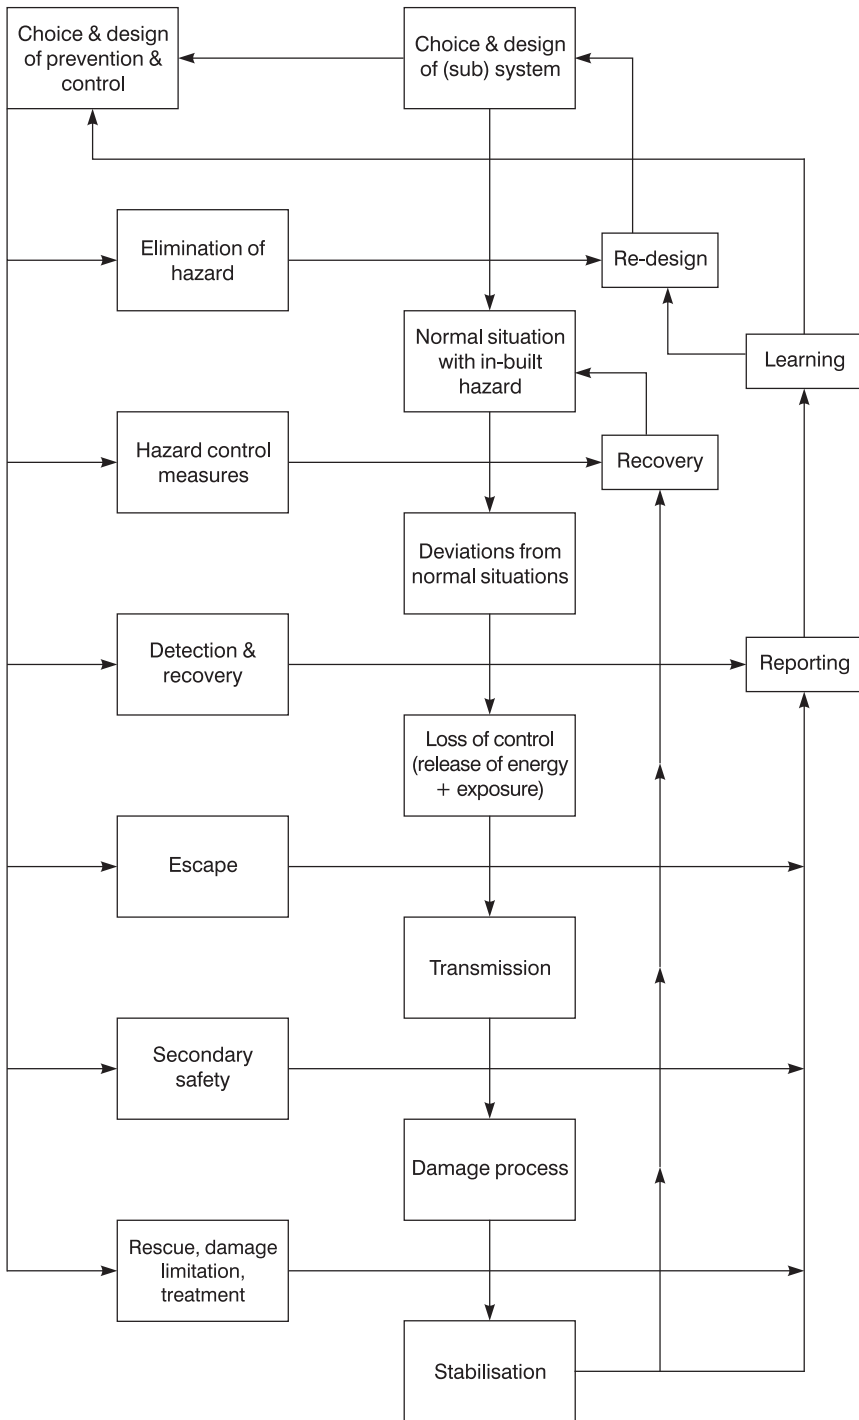 Choice & design
of prevention &
control
Choice & design
of (sub) system
Elimination of
hazard
Re-design
Normal situation
with in-built
hazard
Learning
Hazard control
measures
Recovery
Deviations from
normal situations
Detection &
recovery
Reporting
Loss of control
(release of energy
+ exposure)
Escape
Transmission
Secondary
safety
Damage process
Rescue, damage
limitation,
treatment
Stabilisation